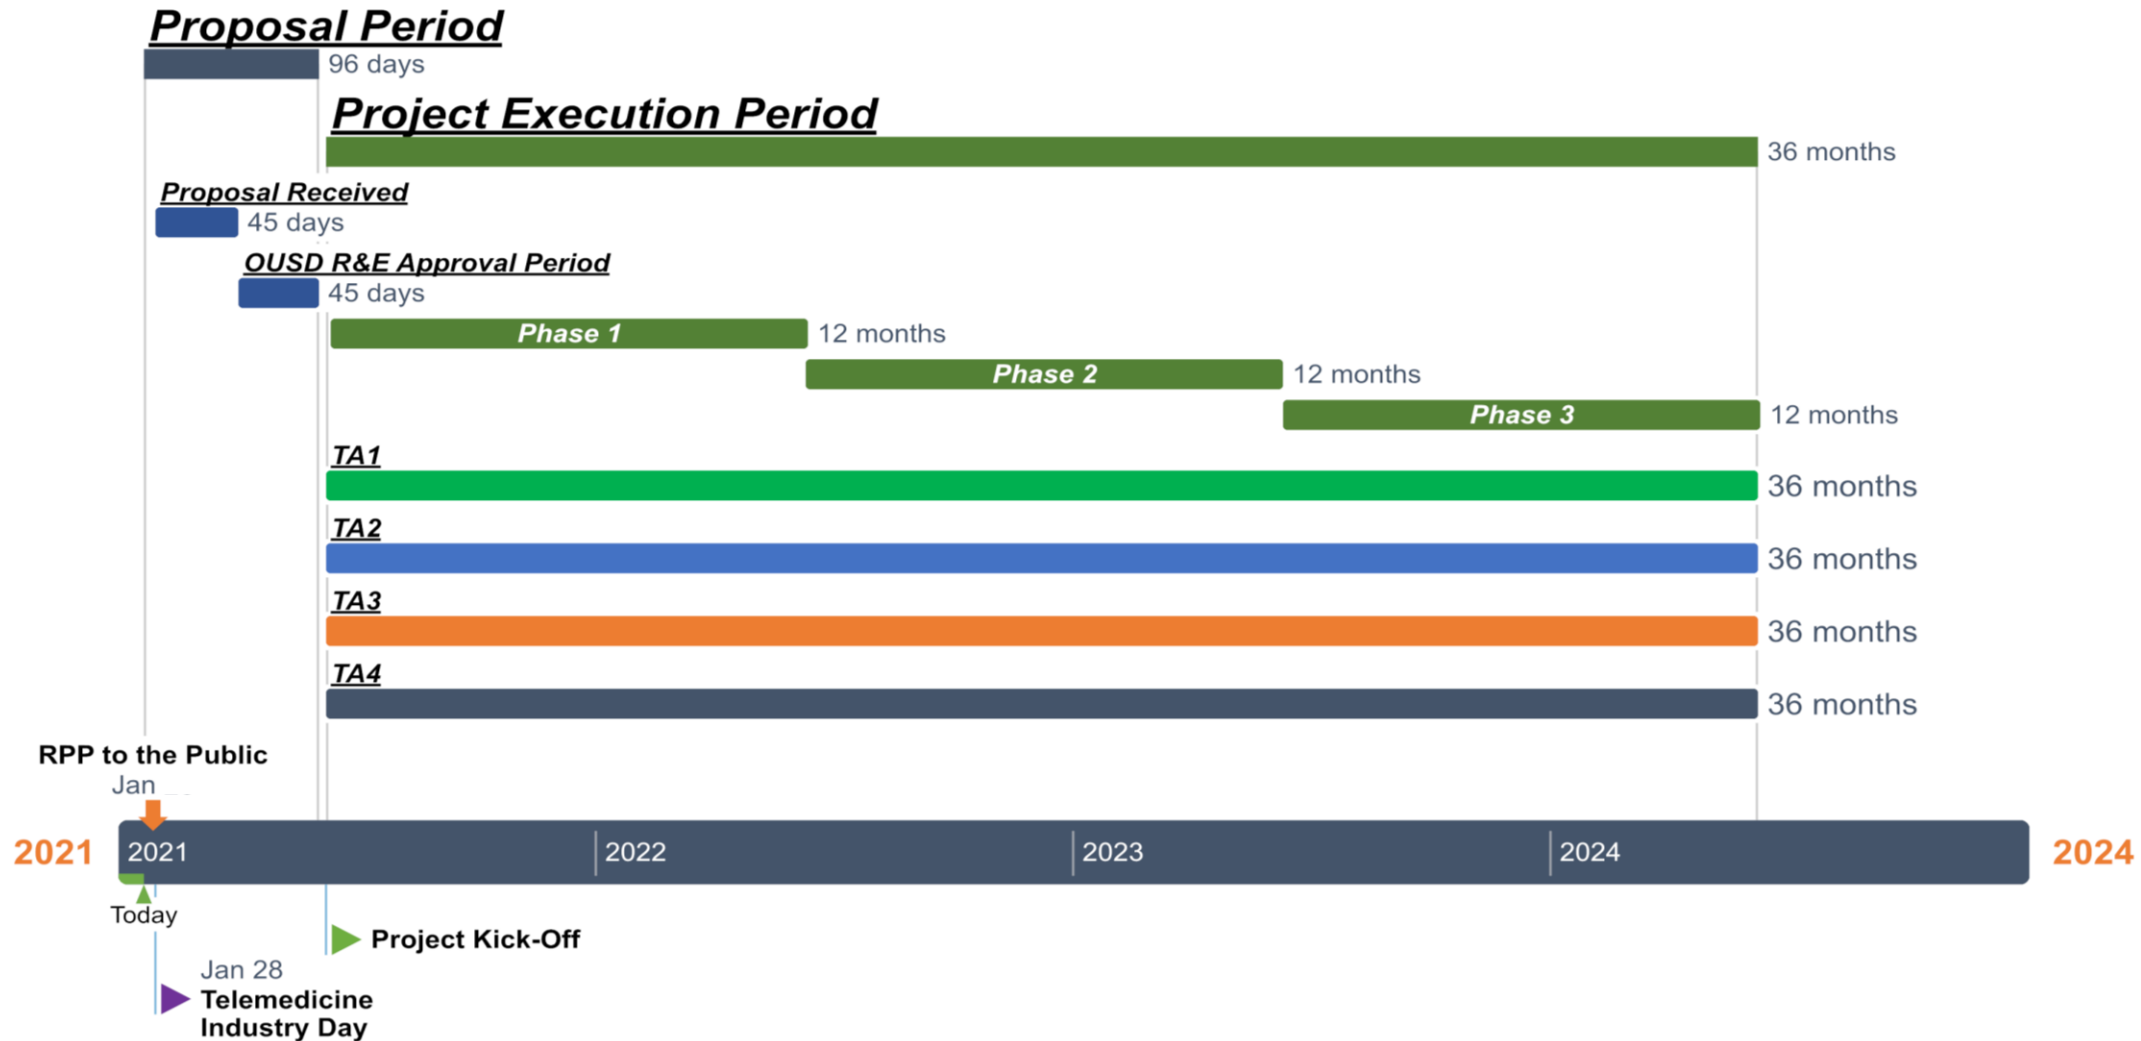 Proposal Period
96 days
Project Execution Period
36 months
Proposal Received
45 days
OUSD R&E Approval Period
45 days
Phase 1
12 months
Phase 2
12 months
Phase 3
12 months
TA1
36 months
TA2
36 months
TA3
36 months
TA4
36 months
RPP to the Public
Jan
2021
2021
2022
2023
2024
2024
Today
Project Kick-Off
Jan 28
Telemedicine
Industry Day